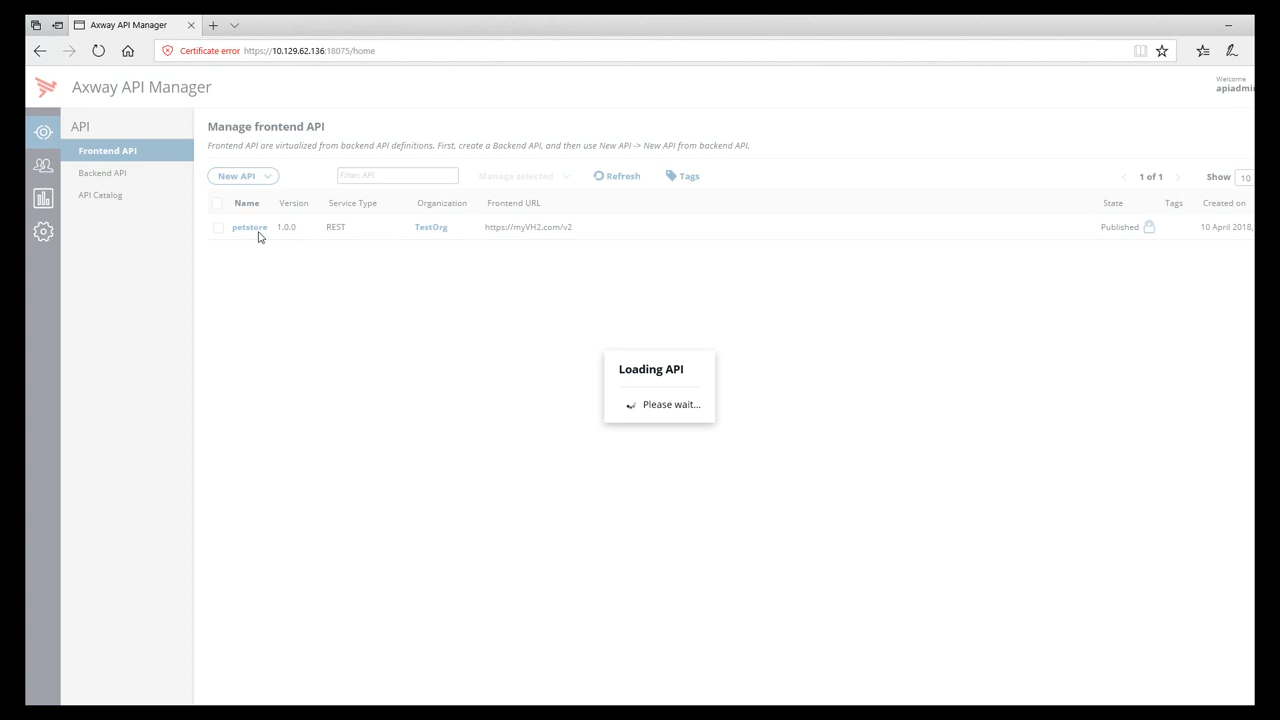 Axway API Manager
Certificate error https://10.129.62.136:18075/home
Axway API Manager
Welcome
apiadmin
API
Frontend API
Backend API
API Catalog
Manage frontend API
Frontend API are virtualized from backend API definitions. First, create a Backend API, and then use New API -> New API from backend API.
New API Filter: API Manage selected Refresh Tags 1 of 1 Show 10
Name Version Service Type Organization Frontend URL State Tags Created on
petstore 1.0.0 REST TestOrg https://myVH2.com/v2 Published 10 April 2018,
Loading API
Please wait...